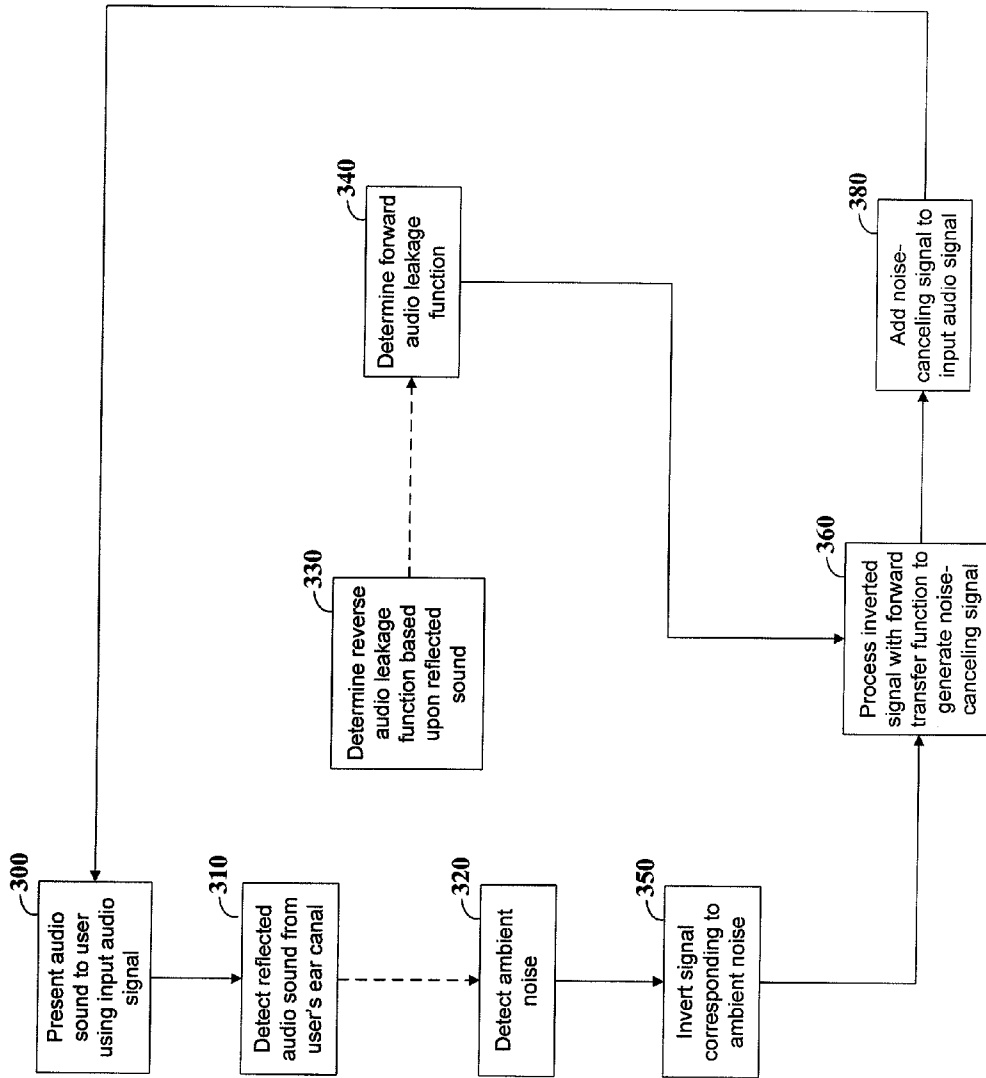 300
Present audio
sound to user
using input audio
signal
310
Detect reflected
audio sound from
user's ear canal
320
Detect ambient
noise
350
Invert signal
corresponding to
ambient noise
330
Determine reverse
audio leakage
function based
upon reflected
sound
340
Determine forward
audio leakage
function
360
Process inverted
signal with forward
transfer function to
generate noise-
canceling signal
380
Add noise-
canceling signal to
input audio signal